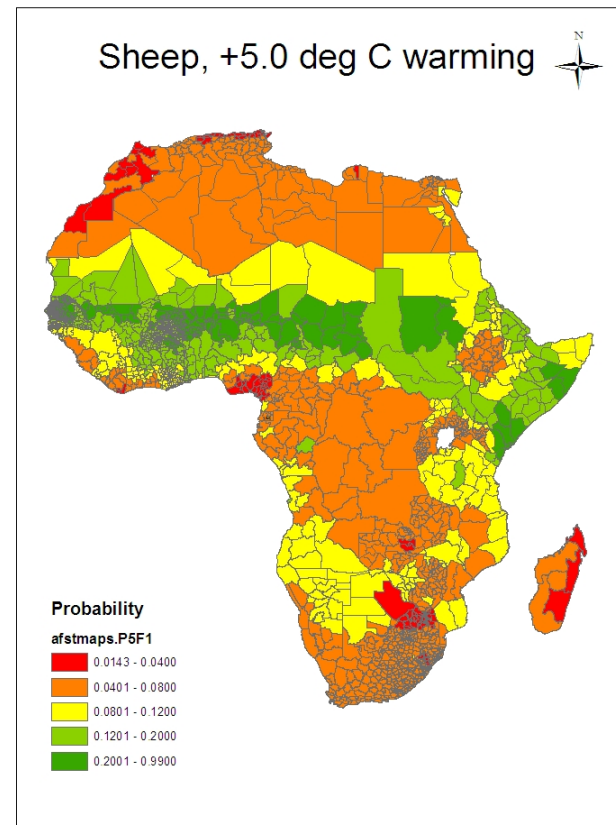 Sheep, +5.0 deg C warming
N
Probability
afstmaps.P5F1
0.0143 - 0.0400
0.0401 - 0.0800
0.0801 - 0.1200
0.1201 - 0.2000
0.2001 - 0.9900